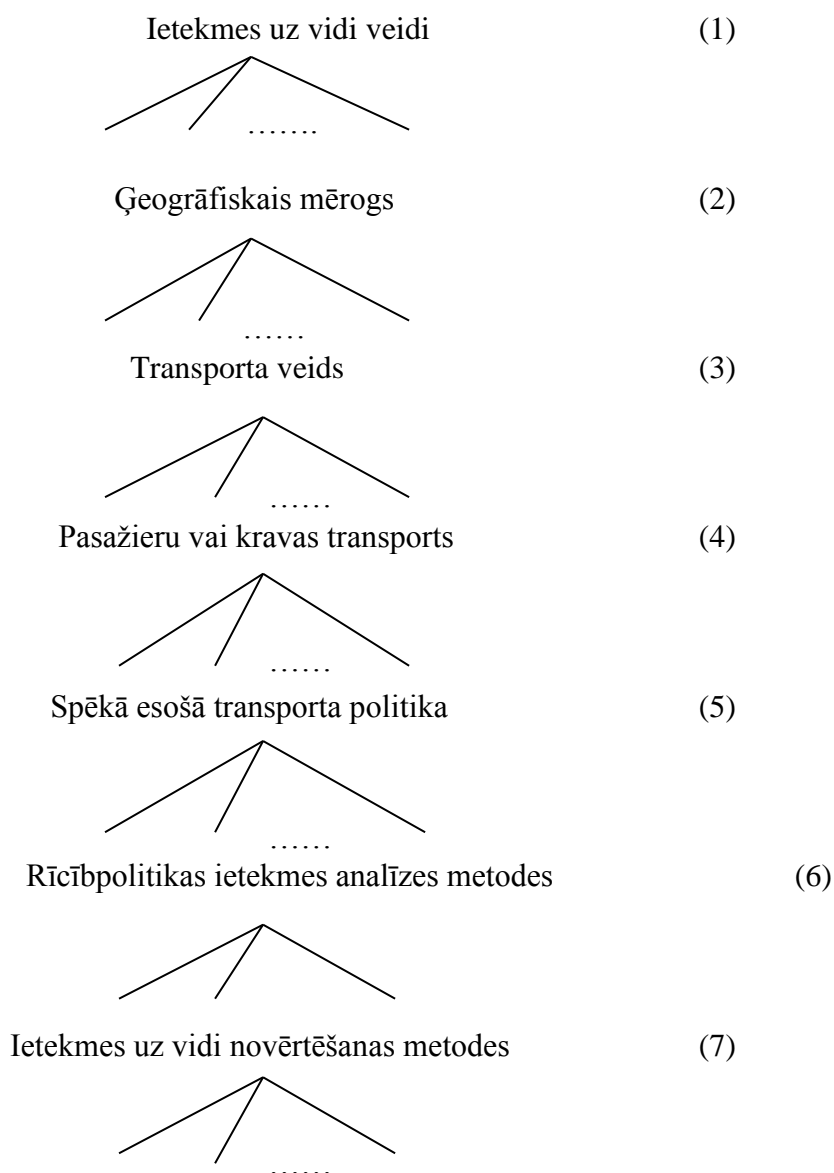 Ietekmes uz vidi veidi (1)
…….
Ģeogrāfiskais mērogs (2)
……
Transporta veids (3)
……
Pasažieru vai kravas transports (4)
……
Spēkā esošā transporta politika (5)
……
Rīcībpolitikas ietekmes analīzes metodes (6)
Ietekmes uz vidi novērtēšanas metodes (7)
……